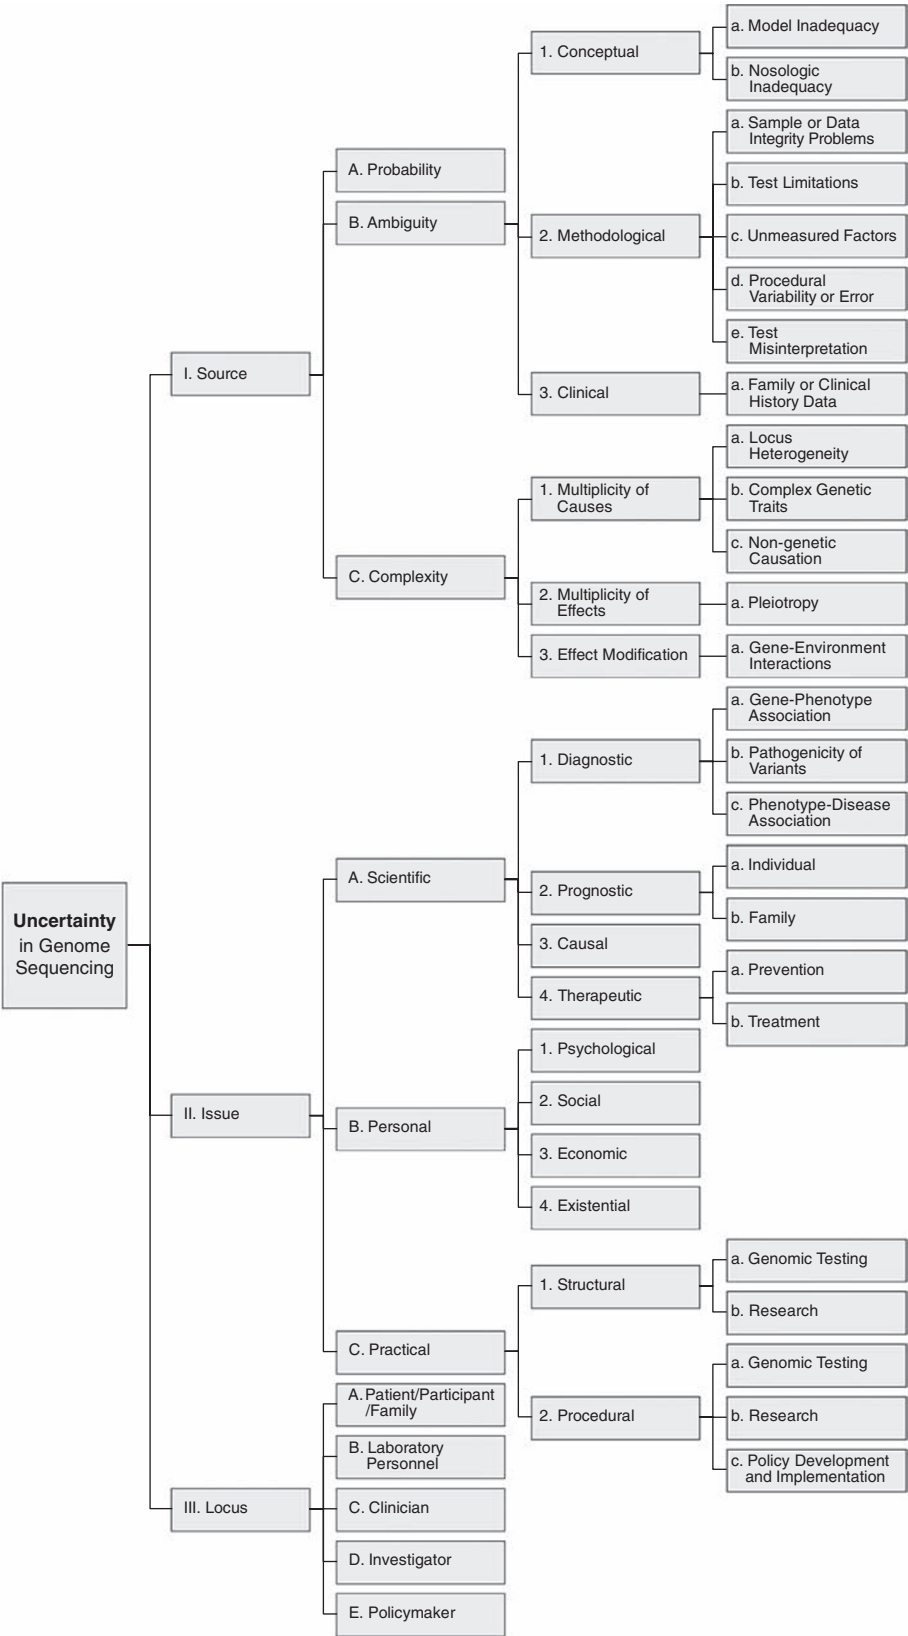 Uncertainty
in Genome
Sequencing
I. Source
A. Probability
B. Ambiguity
1. Conceptual
a. Model Inadequacy
b. Nosologic
Inadequacy
2. Methodological
a. Sample or Data
Integrity Problems
b. Test Limitations
c. Unmeasured Factors
d. Procedural
Variability or Error
e. Test
Misinterpretation
3. Clinical
a. Family or Clinical
History Data
C. Complexity
1. Multiplicity of
Causes
a. Locus
Heterogeneity
b. Complex Genetic
Traits
c. Non-genetic
Causation
2. Multiplicity of
Effects
a. Pleiotropy
3. Effect Modification
a. Gene-Environment
Interactions
II. Issue
A. Scientific
1. Diagnostic
a. Gene-Phenotype
Association
b. Pathogenicity of
Variants
c. Phenotype-Disease
Association
2. Prognostic
a. Individual
b. Family
3. Causal
4. Therapeutic
a. Prevention
b. Treatment
B. Personal
1. Psychological
2. Social
3. Economic
4. Existential
C. Practical
1. Structural
a. Genomic Testing
b. Research
2. Procedural
a. Genomic Testing
b. Research
c. Policy Development
and Implementation
III. Locus
A. Patient/Participant
/Family
B. Laboratory
Personnel
C. Clinician
D. Investigator
E. Policymaker